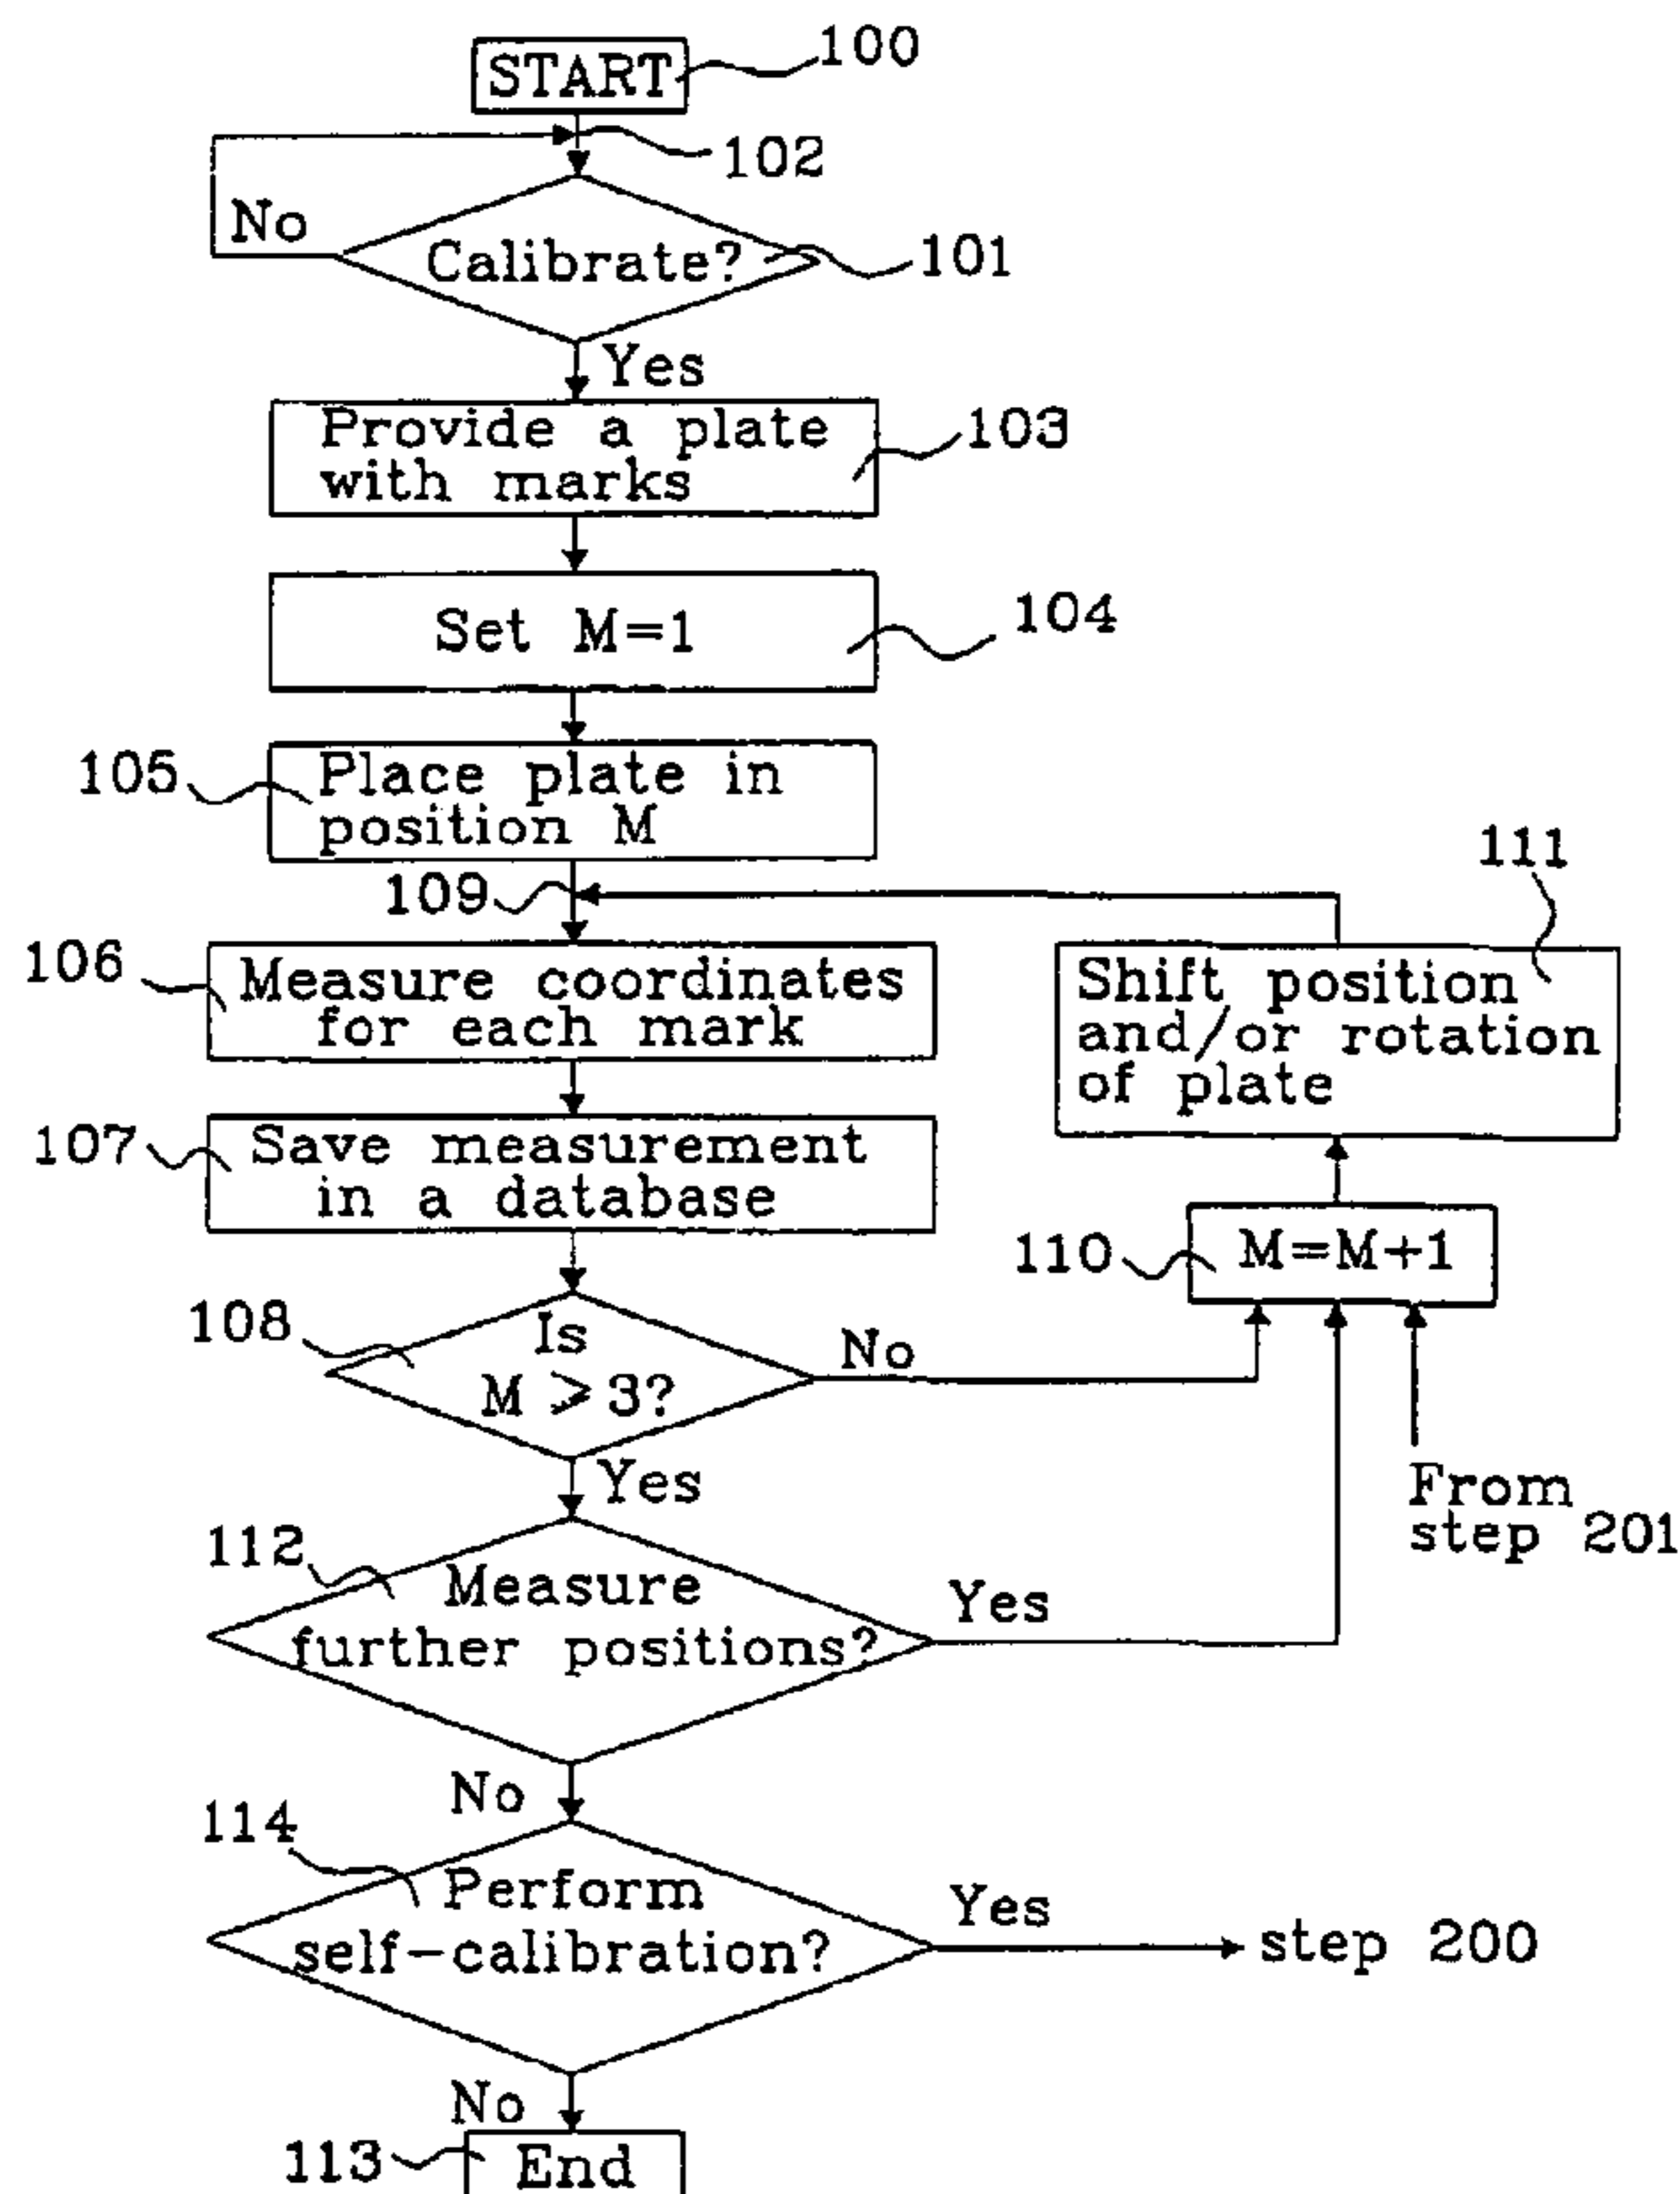 START
100
102
No
Calibrate?
101
Yes
Provide a plate
with marks
103
Set M=1
104
105
Place plate in
position M
109
111
106
Measure coordinates
for each mark
Shift position
and/or rotation
of plate
107
Save measurement
in a database
110
M=M+1
108
Is
M ⩾ 3?
No
Yes
From
step 201
112
Measure
further positions?
Yes
No
114
Perform
self-calibration?
Yes
step 200
No
113
End